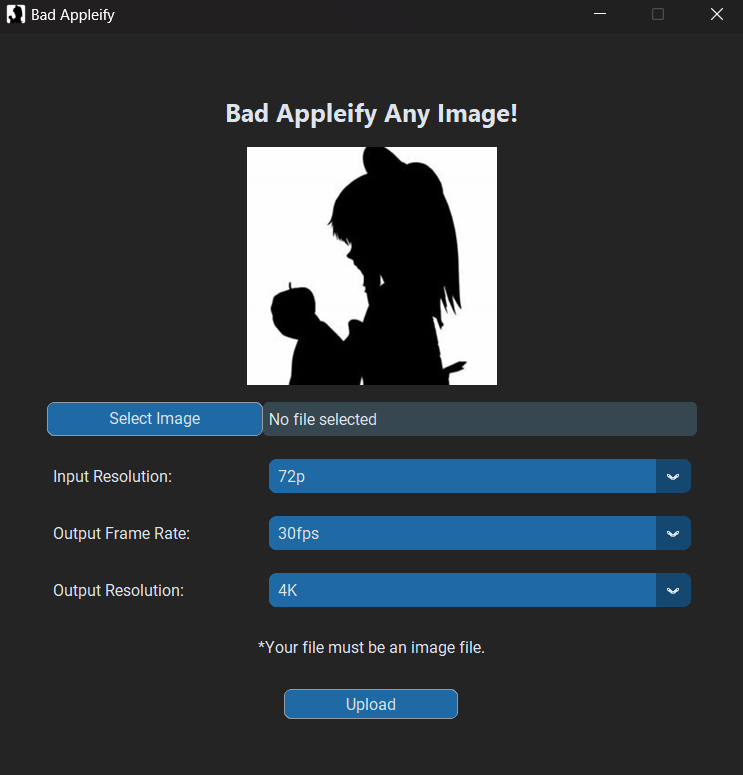 Bad Appleify
Bad Appleify Any Image!
Select Image No file selected
Input Resolution: 72p
Output Frame Rate: 30fps
Output Resolution: 4K
*Your file must be an image file.
Upload